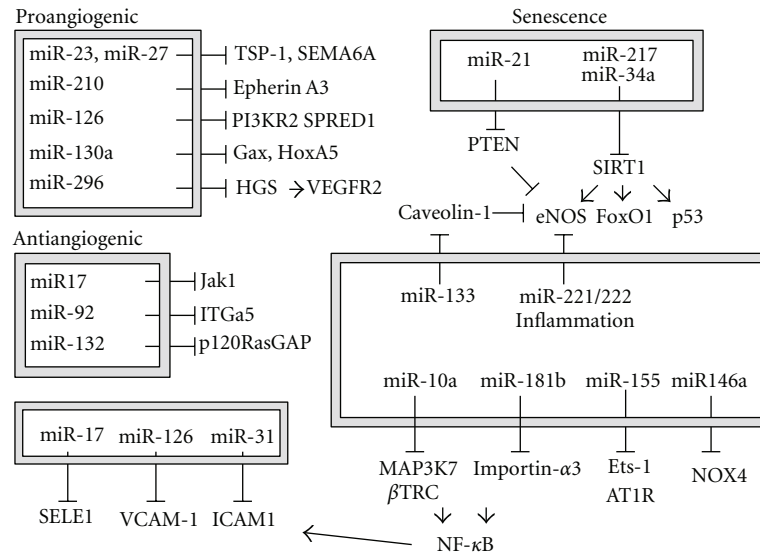 Proangiogenic
miR-23, miR-27 TSP-1, SEMA6A
miR-210 Epherin A3
miR-126 PI3KR2 SPRED1
miR-130a Gax, HoxA5
miR-296 HGS VEGFR2
Antiangiogenic
miR17 Jak1
miR-92 ITGa5
miR-132 p120RasGAP
miR-17 miR-126 miR-31
SELE1 VCAM-1 ICAM1
Senescence
miR-21 miR-217
miR-34a
PTEN SIRT1
Caveolin-1 eNOS FoxO1 p53
miR-133 miR-221/222
Inflammation
miR-10a miR-181b miR-155 miR146a
MAP3K7 Importin-α3 Ets-1 NOX4
βTRC AT1R
NF-κB